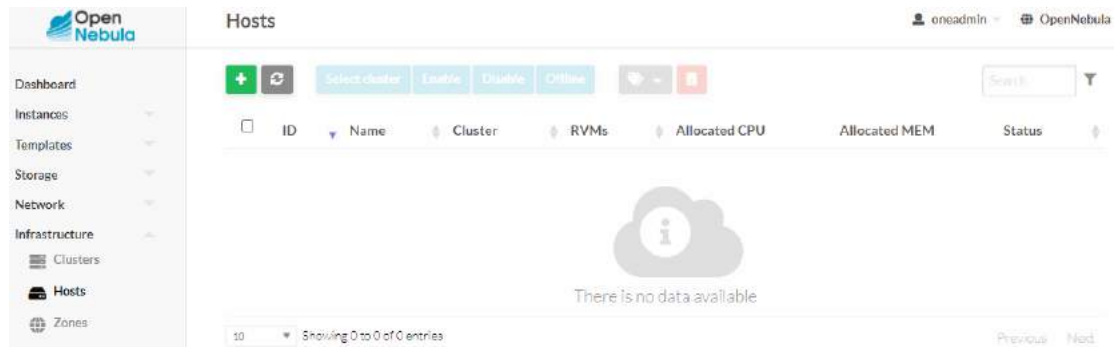 Open
Nebula
Hosts
oneadmin
OpenNebula
Dashboard
Instances
Templates
Storage
Network
Infrastructure
Clusters
Hosts
Zones
Select cluster Enable Disable Offline
Search
ID Name Cluster RVMs Allocated CPU Allocated MEM Status
There is no data available
10 Showing 0 to 0 of 0 entries
Previous Next